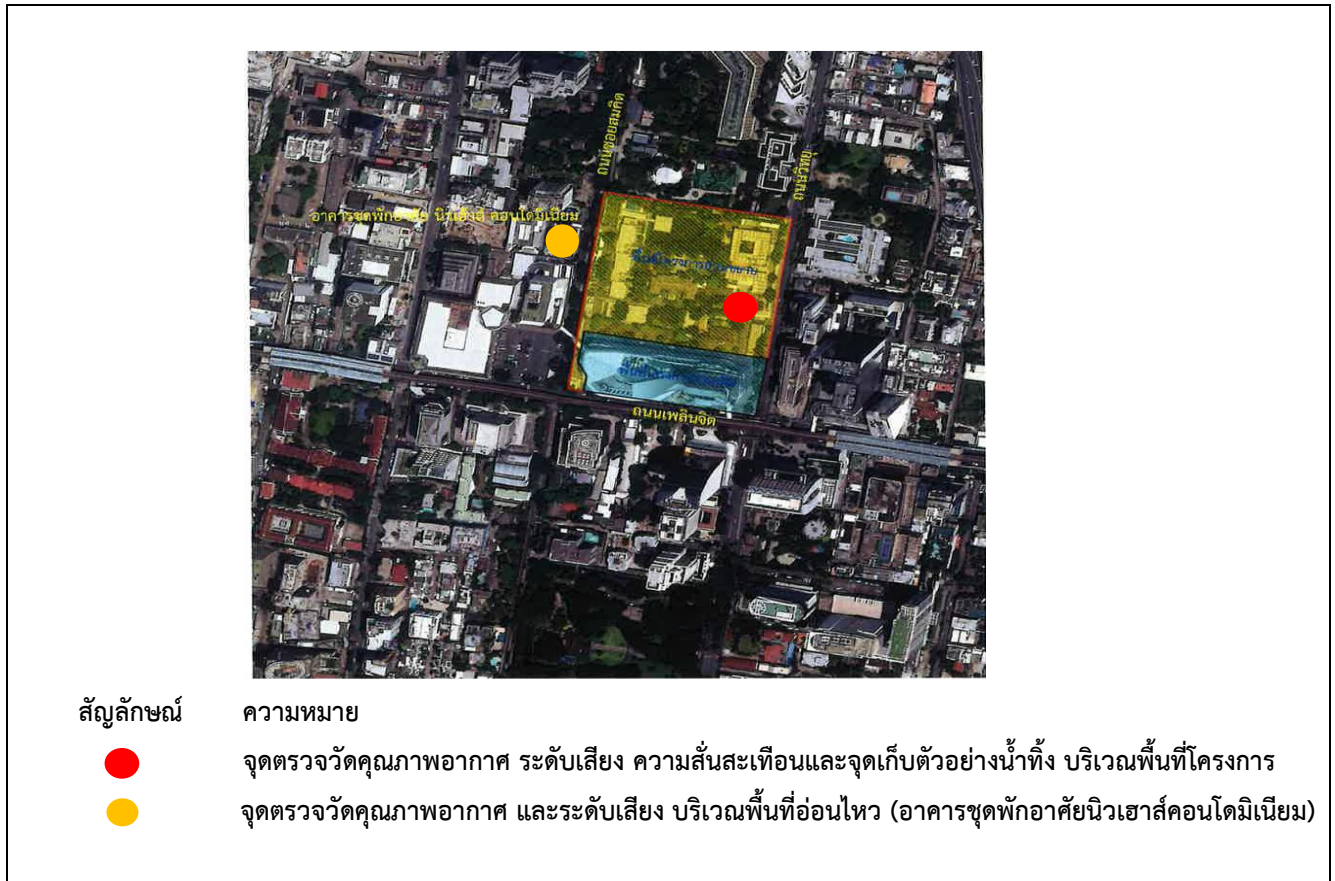 ถนนซอยสมคิด
ถนนวิทยุ
อาคารชุดพักอาศัย นิวเฮาส์ คอนโดมิเนียม
ถนนเพลินจิต
สัญลักษณ์ ความหมาย
จุดตรวจวัดคุณภาพอากาศ ระดับเสียง ความสั่นสะเทือนและจุดเก็บตัวอย่างน้ำทิ้ง บริเวณพื้นที่โครงการ
จุดตรวจวัดคุณภาพอากาศ และระดับเสียง บริเวณพื้นที่อ่อนไหว (อาคารชุดพักอาศัยนิวเฮาส์คอนโดมิเนียม)